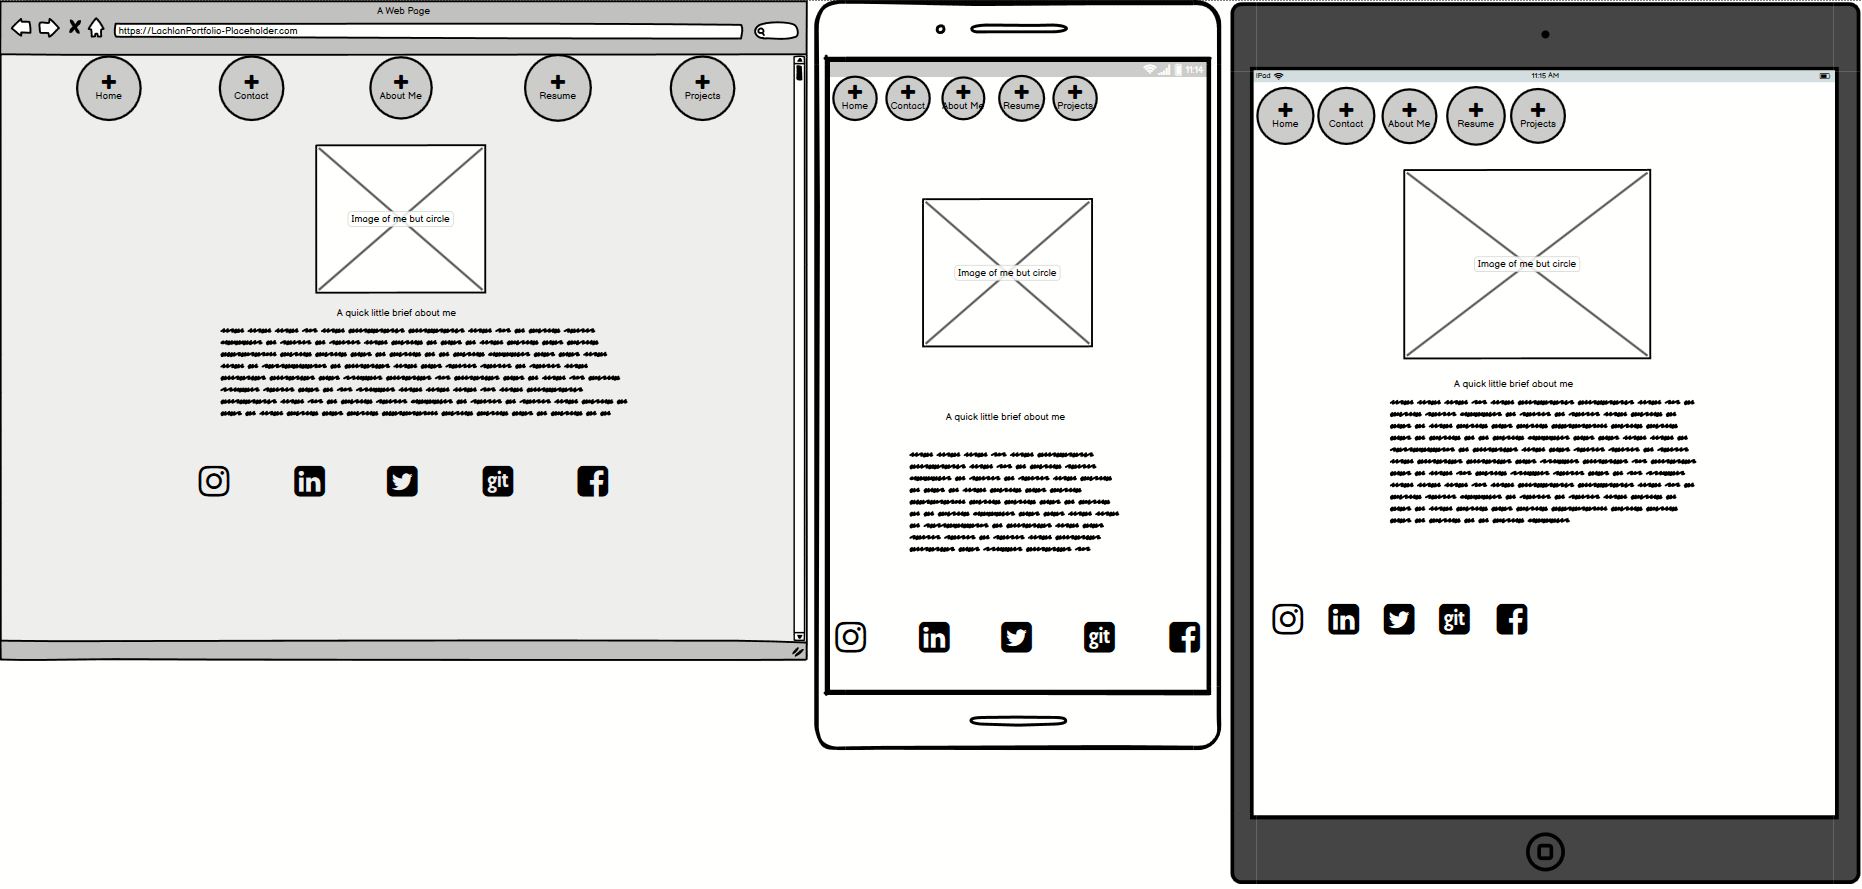 A Web Page
https://LachlanPortfolio-Placeholder.com
Home
Contact
About Me
Resume
Projects
Image of me but circle
A quick little brief about me
in
git
f
11:14
Home
Contact
About Me
Resume
Projects
Image of me but circle
A quick little brief about me
in
git
f
iPad
11:15 AM
Home
Contact
About Me
Resume
Projects
Image of me but circle
A quick little brief about me
in
git
f